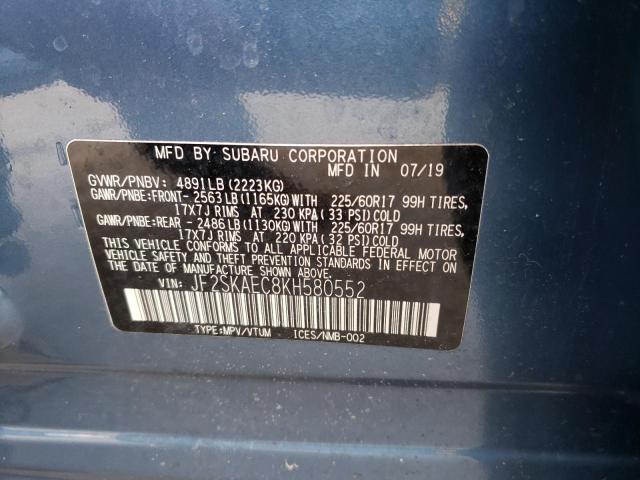 MFD BY SUBARU CORPORATION
MFD IN 07/19
GVWR/PNBV: 4891LB(2223KG)
GAWR/PNBE:FRONT- 2563LB(1165KG)WITH 225/60R17 99H TIRES,
17X7J RIMS AT 230 KPA(33 PSI)COLD
GAWR/PNBE:REAR -2486LB(1130KG)WITH 225/60R17 99H TIRES,
17X7J RIMS AT 220 KPA(32 PSI)COLD
THIS VEHICLE CONFORMS TO ALL APPLICABLE FEDERAL MOTOR
VEHICLE SAFETY AND THEFT PREVENTION STANDARDS IN EFFECT
ON THE DATE OF MANUFACTURE SHOWN ABOVE.
VIN: JF2SKAEC8KH580552
TYPE:MPV/VTUM ICES/NMB-002